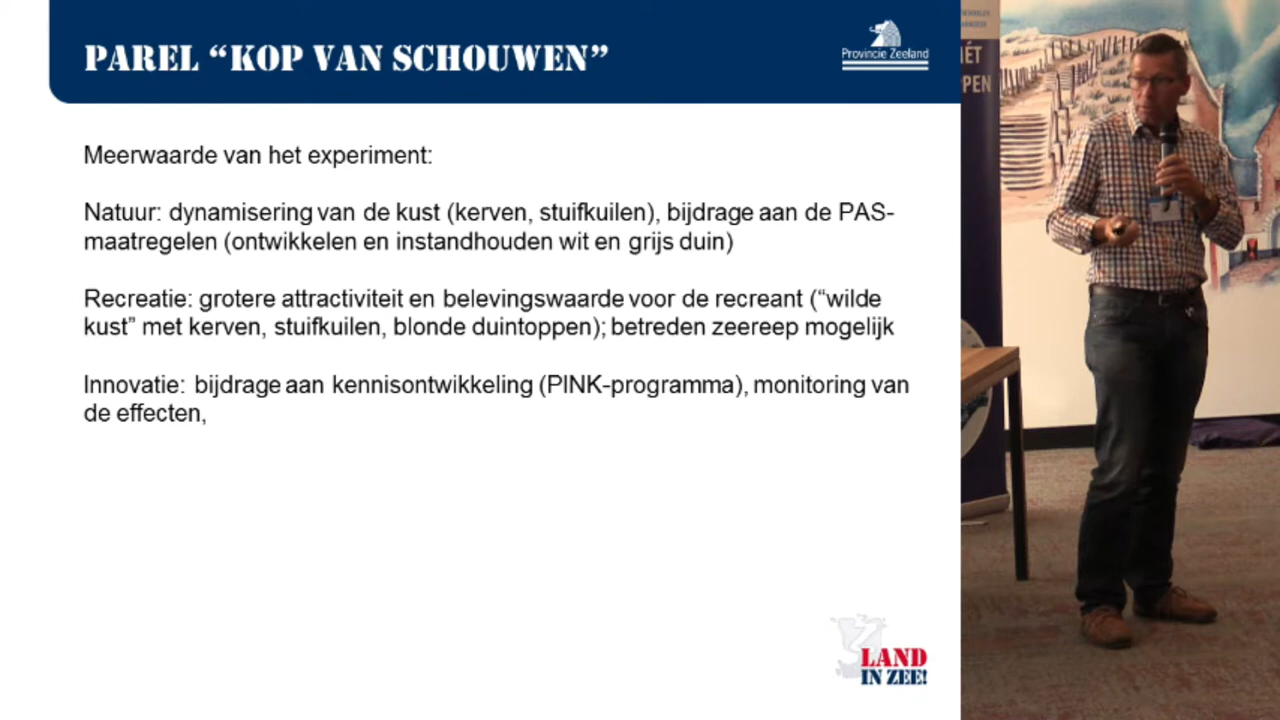 PAREL “KOP VAN SCHOUWEN”
Provincie Zeeland
Meerwaarde van het experiment:
Natuur: dynamisering van de kust (kerven, stuifkuilen), bijdrage aan de PAS-
maatregelen (ontwikkelen en instandhouden wit en grijs duin)
Recreatie: grotere attractiviteit en belevingswaarde voor de recreant (“wilde
kust” met kerven, stuifkuilen, blonde duintoppen); betreden zeereep mogelijk
Innovatie: bijdrage aan kennisontwikkeling (PINK-programma), monitoring van
de effecten,
LAND
IN ZEE!